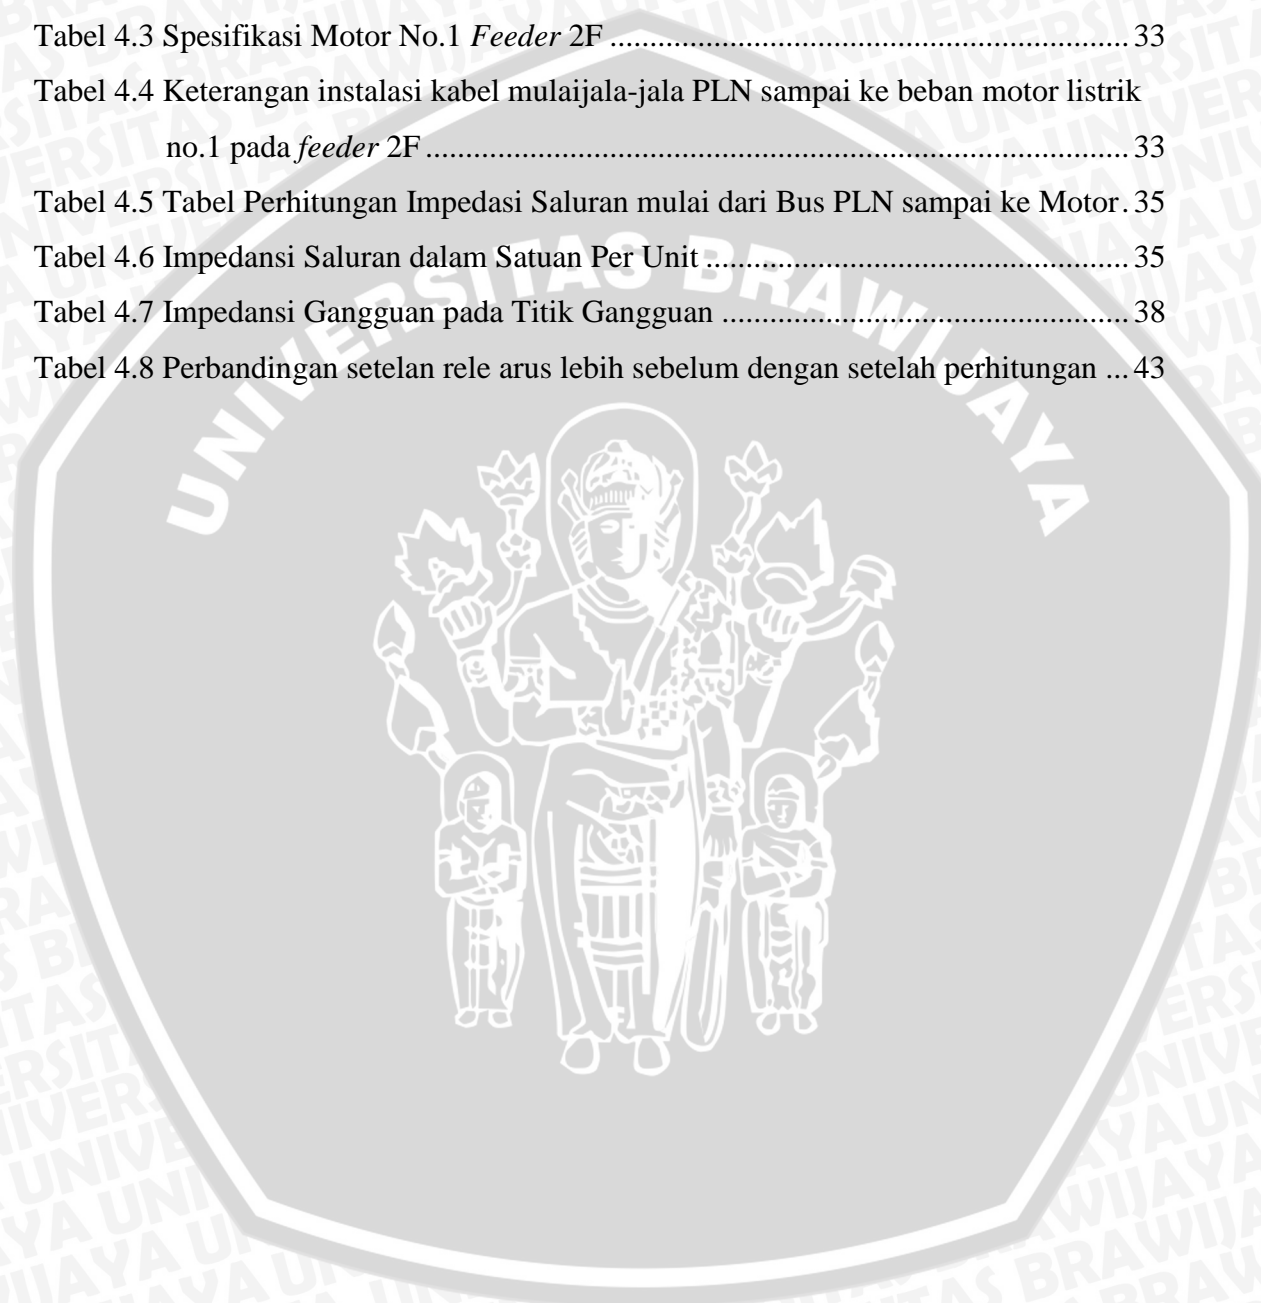 Tabel 4.3 Spesifikasi Motor No.1 Feeder 2F ................................................................. 33
Tabel 4.4 Keterangan instalasi kabel mulaijala-jala PLN sampai ke beban motor listrik
no.1 pada feeder 2F ......................................................................................... 33
Tabel 4.5 Tabel Perhitungan Impedasi Saluran mulai dari Bus PLN sampai ke Motor. 35
Tabel 4.6 Impedansi Saluran dalam Satuan Per Unit ..................................................... 35
Tabel 4.7 Impedansi Gangguan pada Titik Gangguan ................................................... 38
Tabel 4.8 Perbandingan setelan rele arus lebih sebelum dengan setelah perhitungan ... 43
UNIVERSITAS BRAWIJAYA